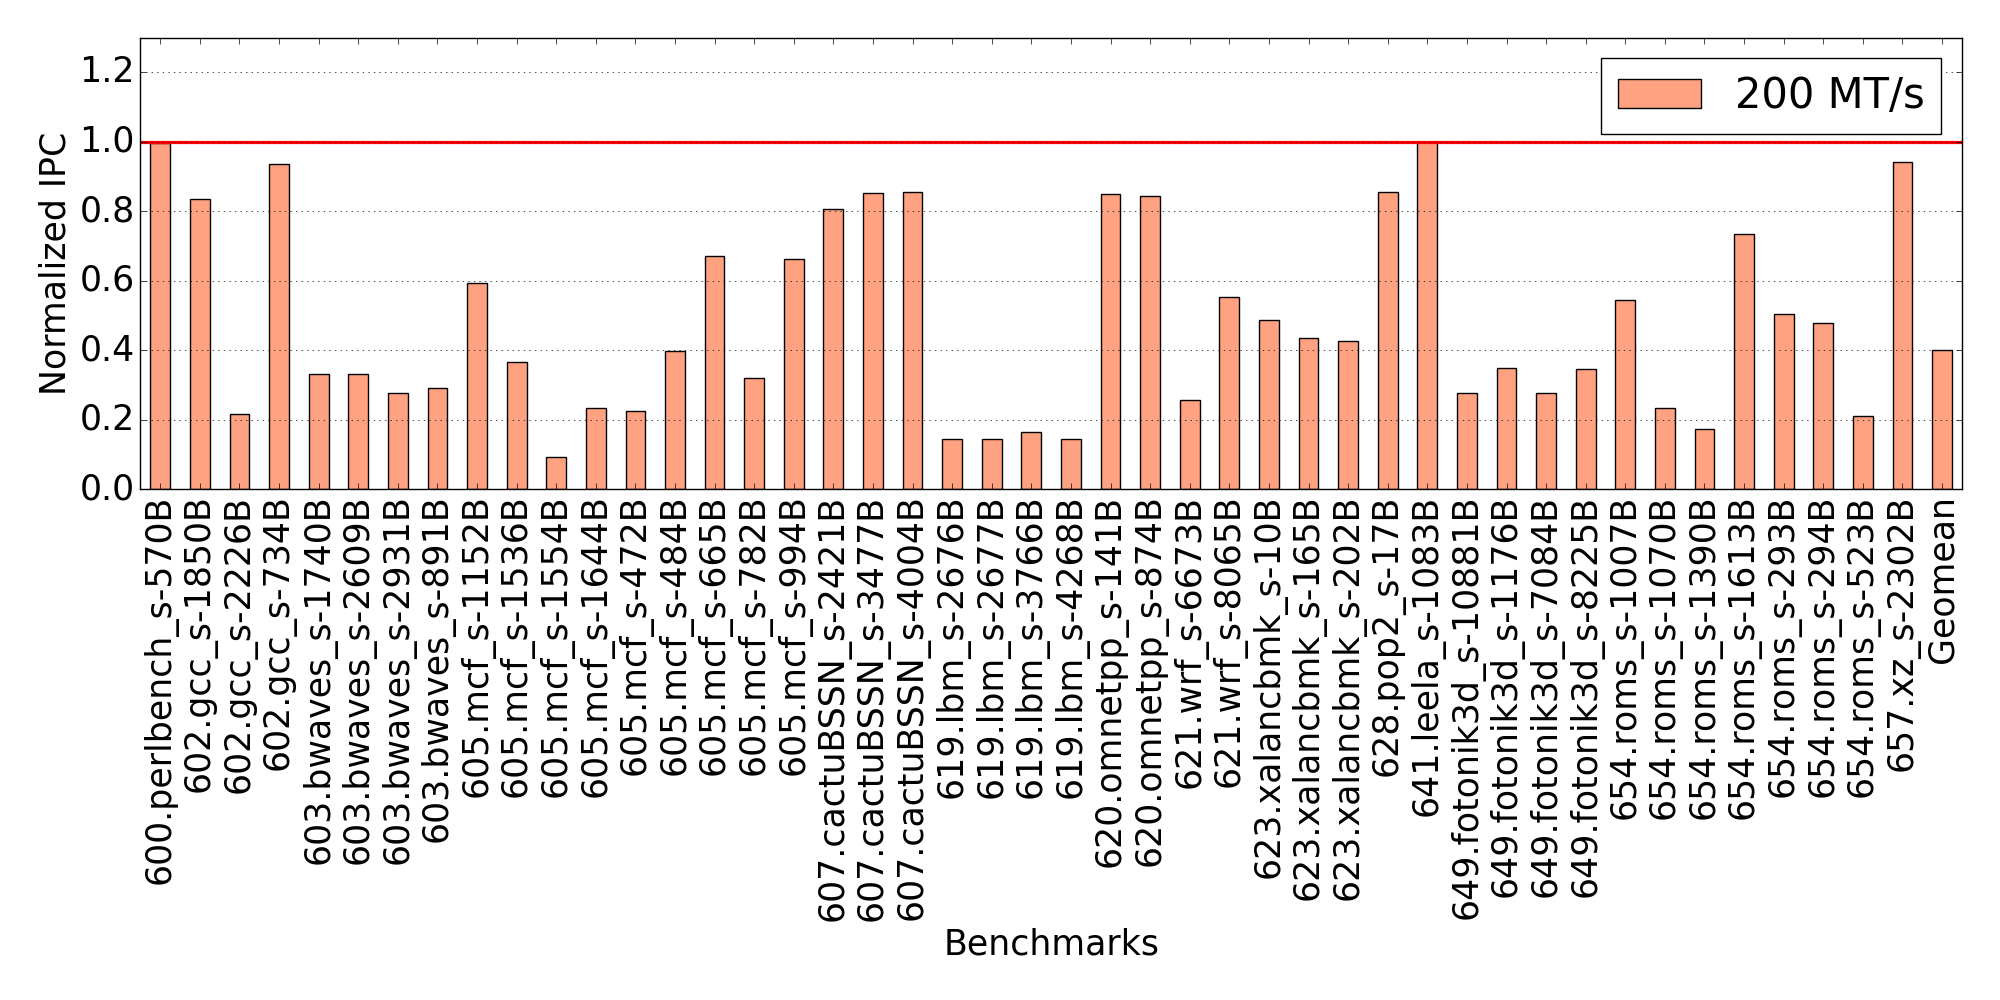 Normalized IPC
1.2
1.0
0.8
0.6
0.4
0.2
0.0
200 MT/s
600.perlbench_s-570B
602.gcc_s-1850B
602.gcc_s-2226B
602.gcc_s-734B
603.bwaves_s-1740B
603.bwaves_s-2609B
603.bwaves_s-2931B
603.bwaves_s-891B
605.mcf_s-1152B
605.mcf_s-1536B
605.mcf_s-1554B
605.mcf_s-1644B
605.mcf_s-472B
605.mcf_s-484B
605.mcf_s-665B
605.mcf_s-782B
605.mcf_s-994B
607.cactuBSSN_s-2421B
607.cactuBSSN_s-3477B
607.cactuBSSN_s-4004B
619.lbm_s-2676B
619.lbm_s-2677B
619.lbm_s-3766B
619.lbm_s-4268B
620.omnetpp_s-141B
620.omnetpp_s-874B
621.wrf_s-6673B
621.wrf_s-8065B
623.xalancbmk_s-10B
623.xalancbmk_s-165B
623.xalancbmk_s-202B
628.pop2_s-17B
641.leela_s-1083B
649.fotonik3d_s-10881B
649.fotonik3d_s-1176B
649.fotonik3d_s-7084B
649.fotonik3d_s-8225B
654.roms_s-1007B
654.roms_s-1070B
654.roms_s-1390B
654.roms_s-1613B
654.roms_s-293B
654.roms_s-294B
654.roms_s-523B
657.xz_s-2302B
Geomean
Benchmarks